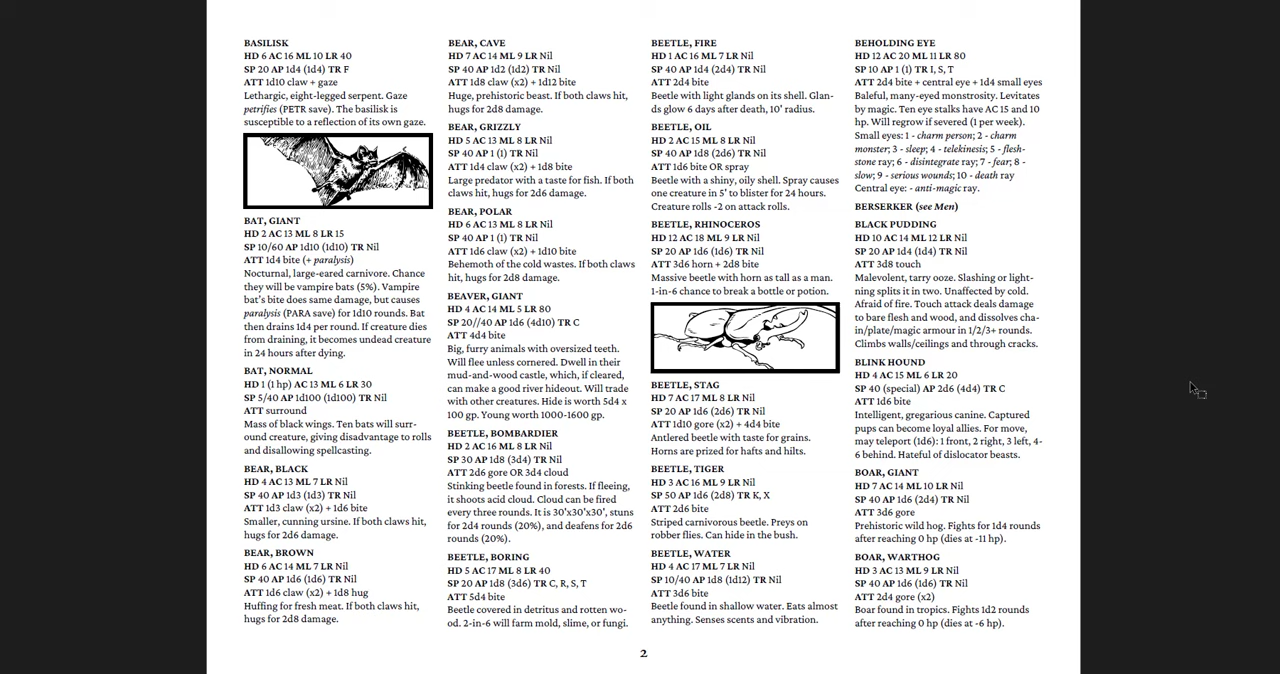 BASILISK
HD 6 AC 16 ML 10 LR 40
SP 20 AP 1d4 (1d4) TR F
ATT 1d10 claw + gaze
Lethargic, eight-legged serpent. Gaze
petrifies (PETR save). The basilisk is
susceptible to a reflection of its own gaze.
BAT, GIANT
HD 2 AC 13 ML 8 LR 15
SP 10/60 AP 1d10 (1d10) TR Nil
ATT 1d4 bite (+ paralysis)
Nocturnal, large-eared carnivore. Chance
they will be vampire bats (5%). Vampire
bat's bite does same damage, but causes
paralysis (PARA save) for 1d10 rounds. Bat
then drains 1d4 per round. If creature dies
from draining, it becomes undead creature
in 24 hours after dying.
BAT, NORMAL
HD 1 (1 hp) AC 13 ML 6 LR 30
SP 5/40 AP 1d100 (1d100) TR Nil
ATT surround
Mass of black wings. Ten bats will surr-
ound creature, giving disadvantage to rolls
and disallowing spellcasting.
BEAR, BLACK
HD 4 AC 13 ML 7 LR Nil
SP 40 AP 1d3 (1d3) TR Nil
ATT 1d3 claw (x2) + 1d6 bite
Smaller, cunning ursine. If both claws hit,
hugs for 2d6 damage.
BEAR, BROWN
HD 6 AC 14 ML 7 LR Nil
SP 40 AP 1d6 (1d6) TR Nil
ATT 1d6 claw (x2) + 1d8 hug
Huffing for fresh meat. If both claws hit,
hugs for 2d8 damage.
BEAR, CAVE
HD 7 AC 14 ML 9 LR Nil
SP 40 AP 1d2 (1d2) TR Nil
ATT 1d8 claw (x2) + 1d12 bite
Huge, prehistoric beast. If both claws hit,
hugs for 2d8 damage.
BEAR, GRIZZLY
HD 5 AC 13 ML 8 LR Nil
SP 40 AP 1 (1) TR Nil
ATT 1d4 claw (x2) + 1d8 bite
Large predator with a taste for fish. If both
claws hit, hugs for 2d6 damage.
BEAR, POLAR
HD 6 AC 13 ML 8 LR Nil
SP 40 AP 1 (1) TR Nil
ATT 1d6 claw (x2) + 1d10 bite
Behemoth of the cold wastes. If both claws
hit, hugs for 2d8 damage.
BEAVER, GIANT
HD 4 AC 14 ML 5 LR 80
SP 20//40 AP 1d6 (4d10) TR C
ATT 4d4 bite
Big, furry animals with oversized teeth.
Will flee unless cornered. Dwell in their
mud-and-wood castle, which, if cleared,
can make a good river hideout. Will trade
with other creatures. Hide is worth 5d4 x
100 gp. Young worth 1000-1600 gp.
BEETLE, BOMBARDIER
HD 2 AC 16 ML 8 LR Nil
SP 30 AP 1d8 (3d4) TR Nil
ATT 2d6 gore OR 3d4 cloud
Stinking beetle found in forests. If fleeing,
it shoots acid cloud. Cloud can be fired
every three rounds. It is 30'x30'x30', stuns
for 2d4 rounds (20%), and deafens for 2d6
rounds (20%).
BEETLE, BORING
HD 5 AC 17 ML 8 LR 40
SP 20 AP 1d8 (3d6) TR C, R, S, T
ATT 5d4 bite
Beetle covered in detritus and rotten wo-
od. 2-in-6 will farm mold, slime, or fungi.
BEETLE, FIRE
HD 1 AC 16 ML 7 LR Nil
SP 40 AP 1d4 (2d4) TR Nil
ATT 2d4 bite
Beetle with light glands on its shell. Glan-
ds glow 6 days after death, 10' radius.
BEETLE, OIL
HD 2 AC 15 ML 8 LR Nil
SP 40 AP 1d8 (2d6) TR Nil
ATT 1d6 bite OR spray
Beetle with a shiny, oily shell. Spray causes
one creature in 5' to blister for 24 hours.
Creature rolls -2 on attack rolls.
BEETLE, RHINOCEROS
HD 12 AC 18 ML 9 LR Nil
SP 20 AP 1d6 (1d6) TR Nil
ATT 3d6 horn + 2d8 bite
Massive beetle with horn as tall as a man.
1-in-6 chance to break a bottle or potion.
BEETLE, STAG
HD 7 AC 17 ML 8 LR Nil
SP 20 AP 1d6 (2d6) TR Nil
ATT 1d10 gore (x2) + 4d4 bite
Antlered beetle with taste for grains.
Horns are prized for hafts and hilts.
BEETLE, TIGER
HD 3 AC 16 ML 9 LR Nil
SP 50 AP 1d6 (2d8) TR K, X
ATT 2d6 bite
Striped carnivorous beetle. Preys on
robber flies. Can hide in the bush.
BEETLE, WATER
HD 4 AC 17 ML 7 LR Nil
SP 10/40 AP 1d8 (1d12) TR Nil
ATT 3d6 bite
Beetle found in shallow water. Eats almost
anything. Senses scents and vibration.
BEHOLDING EYE
HD 12 AC 20 ML 11 LR 80
SP 10 AP 1 (1) TR I, S, T
ATT 2d4 bite + central eye + 1d4 small eyes
Baleful, many-eyed monstrosity. Levitates
by magic. Ten eye stalks have AC 15 and 10
hp. Will regrow if severed (1 per week).
Small eyes: 1 - charm person; 2 - charm
monster; 3 - sleep; 4 - telekinesis; 5 - flesh-
stone ray; 6 - disintegrate ray; 7 - fear; 8 -
slow; 9 - serious wounds; 10 - death ray
Central eye: - anti-magic ray.
BERSERKER (see Men)
BLACK PUDDING
HD 10 AC 14 ML 12 LR Nil
SP 20 AP 1d4 (1d4) TR Nil
ATT 3d8 touch
Malevolent, tarry ooze. Slashing or light-
ning splits it in two. Unaffected by cold.
Afraid of fire. Touch attack deals damage
to bare flesh and wood, and dissolves cha-
in/plate/magic armour in 1/2/3+ rounds.
Climbs walls/ceilings and through cracks.
BLINK HOUND
HD 4 AC 15 ML 6 LR 20
SP 40 (special) AP 2d6 (4d4) TR C
ATT 1d6 bite
Intelligent, gregarious canine. Captured
pups can become loyal allies. For move,
may teleport (1d6): 1 front, 2 right, 3 left, 4-
6 behind. Hateful of dislocator beasts.
BOAR, GIANT
HD 7 AC 14 ML 10 LR Nil
SP 40 AP 1d6 (2d4) TR Nil
ATT 3d6 gore
Prehistoric wild hog. Fights for 1d4 rounds
after reaching 0 hp (dies at -11 hp).
BOAR, WARTHOG
HD 3 AC 13 ML 9 LR Nil
SP 40 AP 1d6 (1d6) TR Nil
ATT 2d4 gore (x2)
Boar found in tropics. Fights 1d2 rounds
after reaching 0 hp (dies at -6 hp).
2